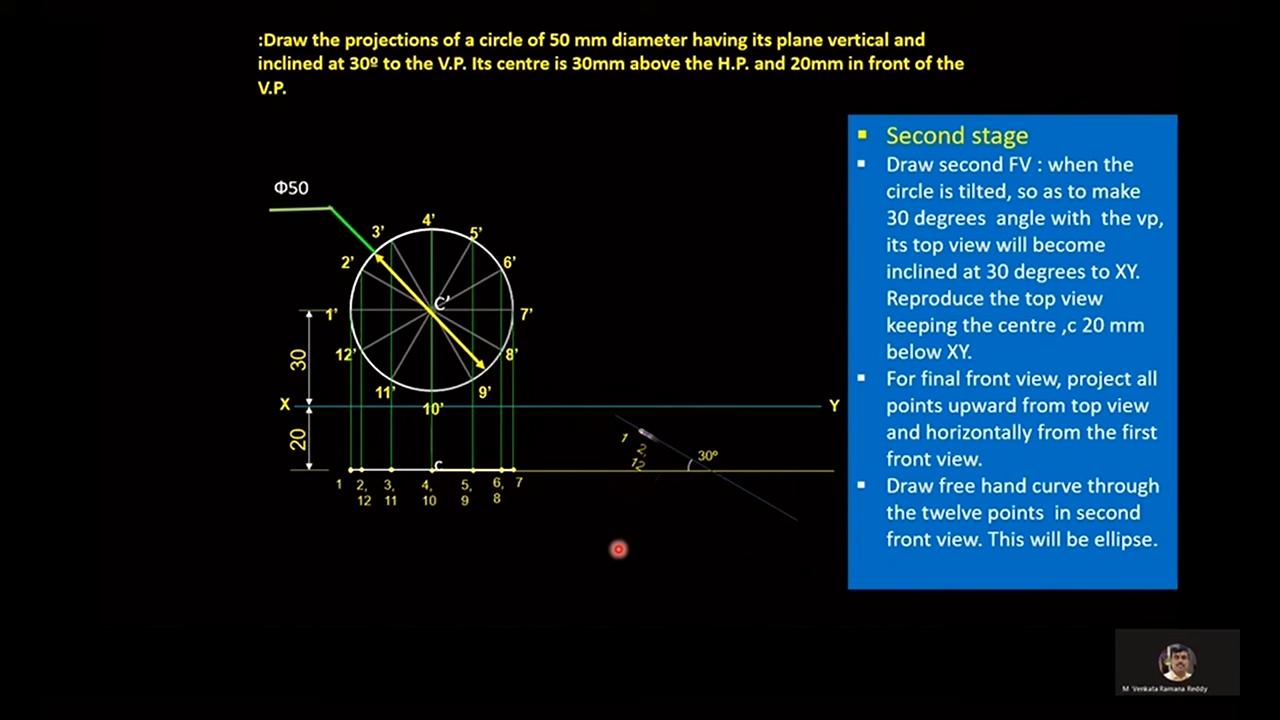 :Draw the projections of a circle of 50 mm diameter having its plane vertical and
inclined at 30º to the V.P. Its centre is 30mm above the H.P. and 20mm in front of the
V.P.
Second stage
Draw second FV : when the
circle is tilted, so as to make
30 degrees angle with the vp,
its top view will become
inclined at 30 degrees to XY.
Reproduce the top view
keeping the centre ,c 20 mm
below XY.
For final front view, project all
points upward from top view
and horizontally from the first
front view.
Draw free hand curve through
the twelve points in second
front view. This will be ellipse.
Φ50
4'
3'
5'
2'
6'
C'
1'
7'
12'
8'
11'
9'
10'
30
X
Y
20
c
1
2,
12
3,
11
4,
10
5,
9
6,
8
7
1
2,
12
30º
M Venkata Ramana Reddy